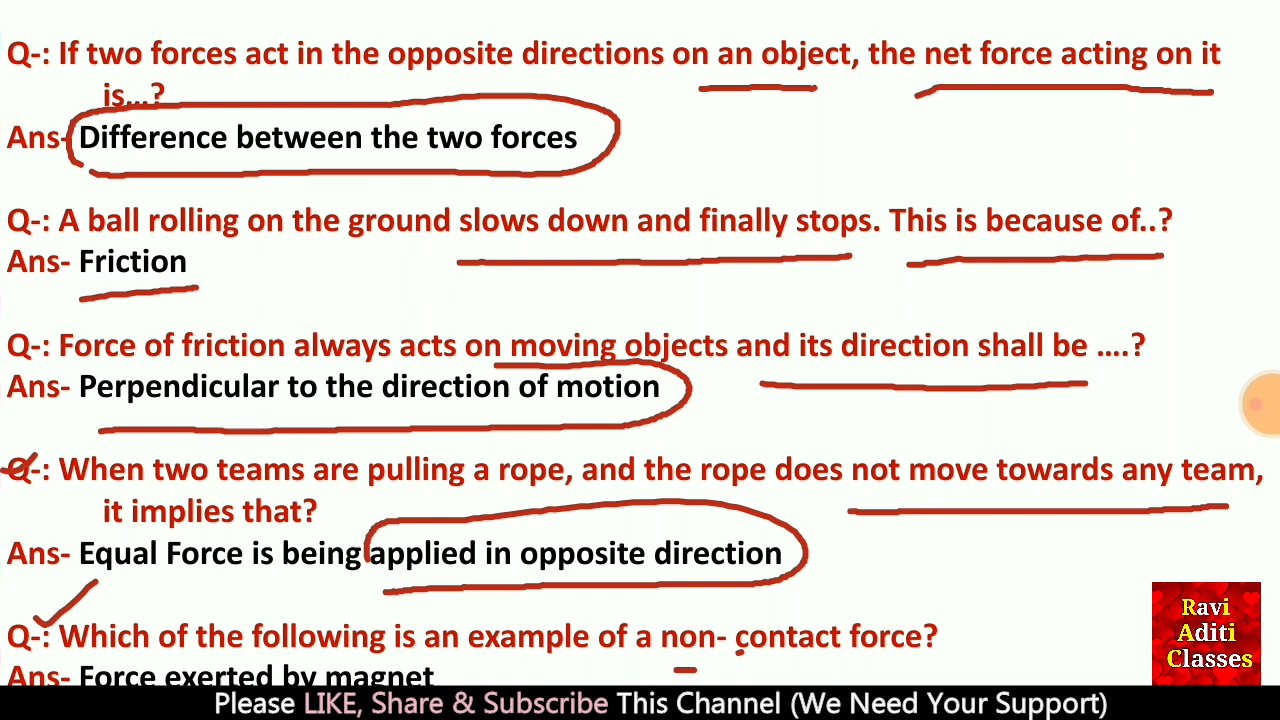 Q-: If two forces act in the opposite directions on an object, the net force acting on it
is...?
Ans- Difference between the two forces
Q-: A ball rolling on the ground slows down and finally stops. This is because of..?
Ans- Friction
Q-: Force of friction always acts on moving objects and its direction shall be ....?
Ans- Perpendicular to the direction of motion
Q-: When two teams are pulling a rope, and the rope does not move towards any team,
it implies that?
Ans- Equal Force is being applied in opposite direction
Q-: Which of the following is an example of a non- contact force?
Ans- Force exerted by magnet
Ravi
Aditi
Classes
Please LIKE, Share & Subscribe This Channel (We Need Your Support)